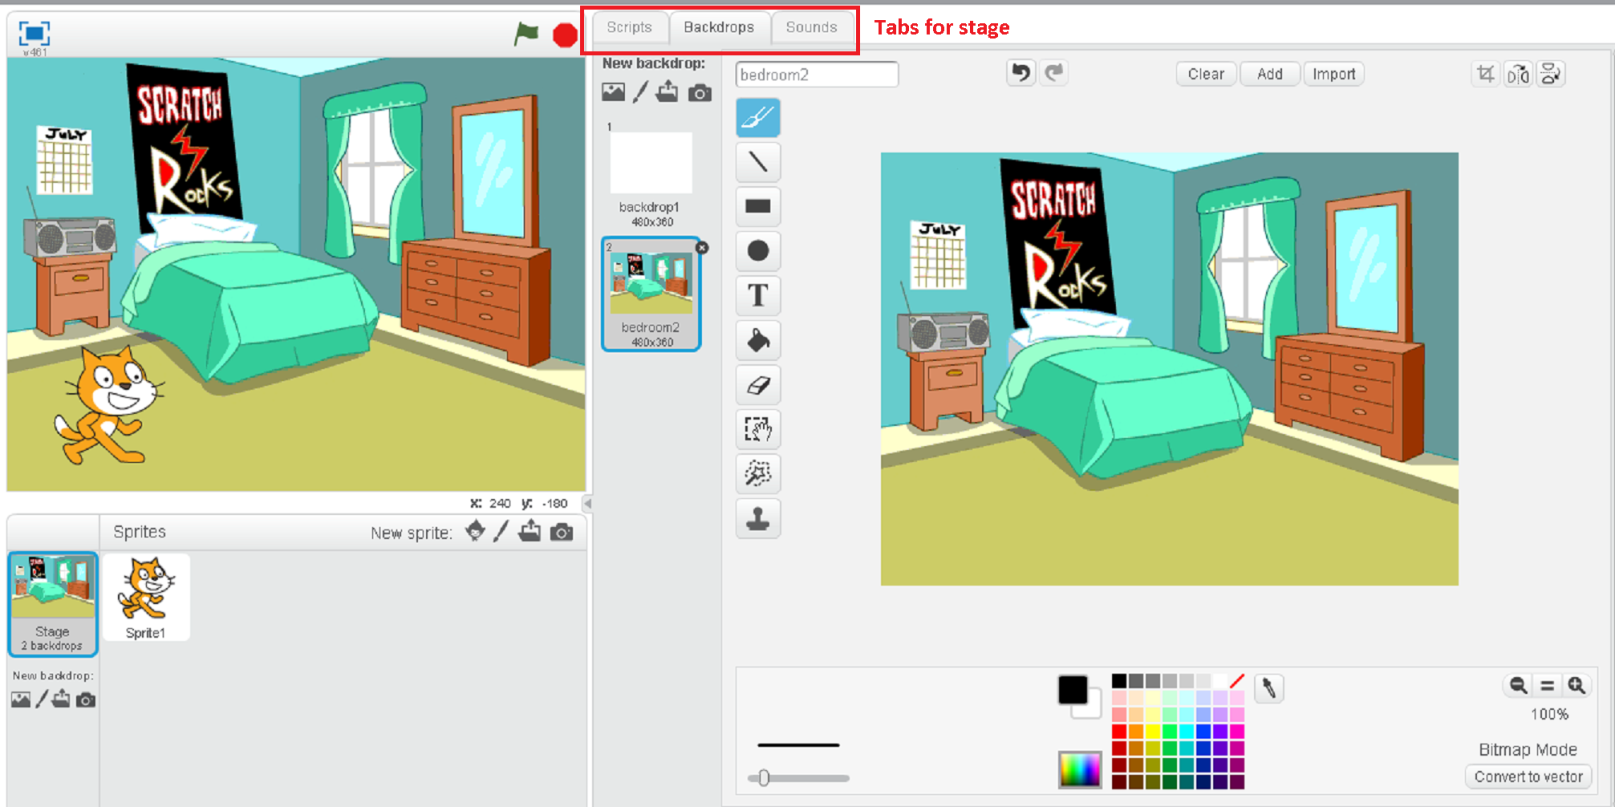 v461
Scripts
Backdrops
Sounds
Tabs for stage
JULY
SCRATCH
Rocks
x: 240 y: -180
Sprites
New sprite:
Stage
2 backdrops
Sprite1
New backdrop:
New backdrop:
1
backdrop1
480x360
2
bedroom2
480x360
bedroom2
Clear
Add
Import
T
JULY
SCRATCH
Rocks
100%
Bitmap Mode
Convert to vector